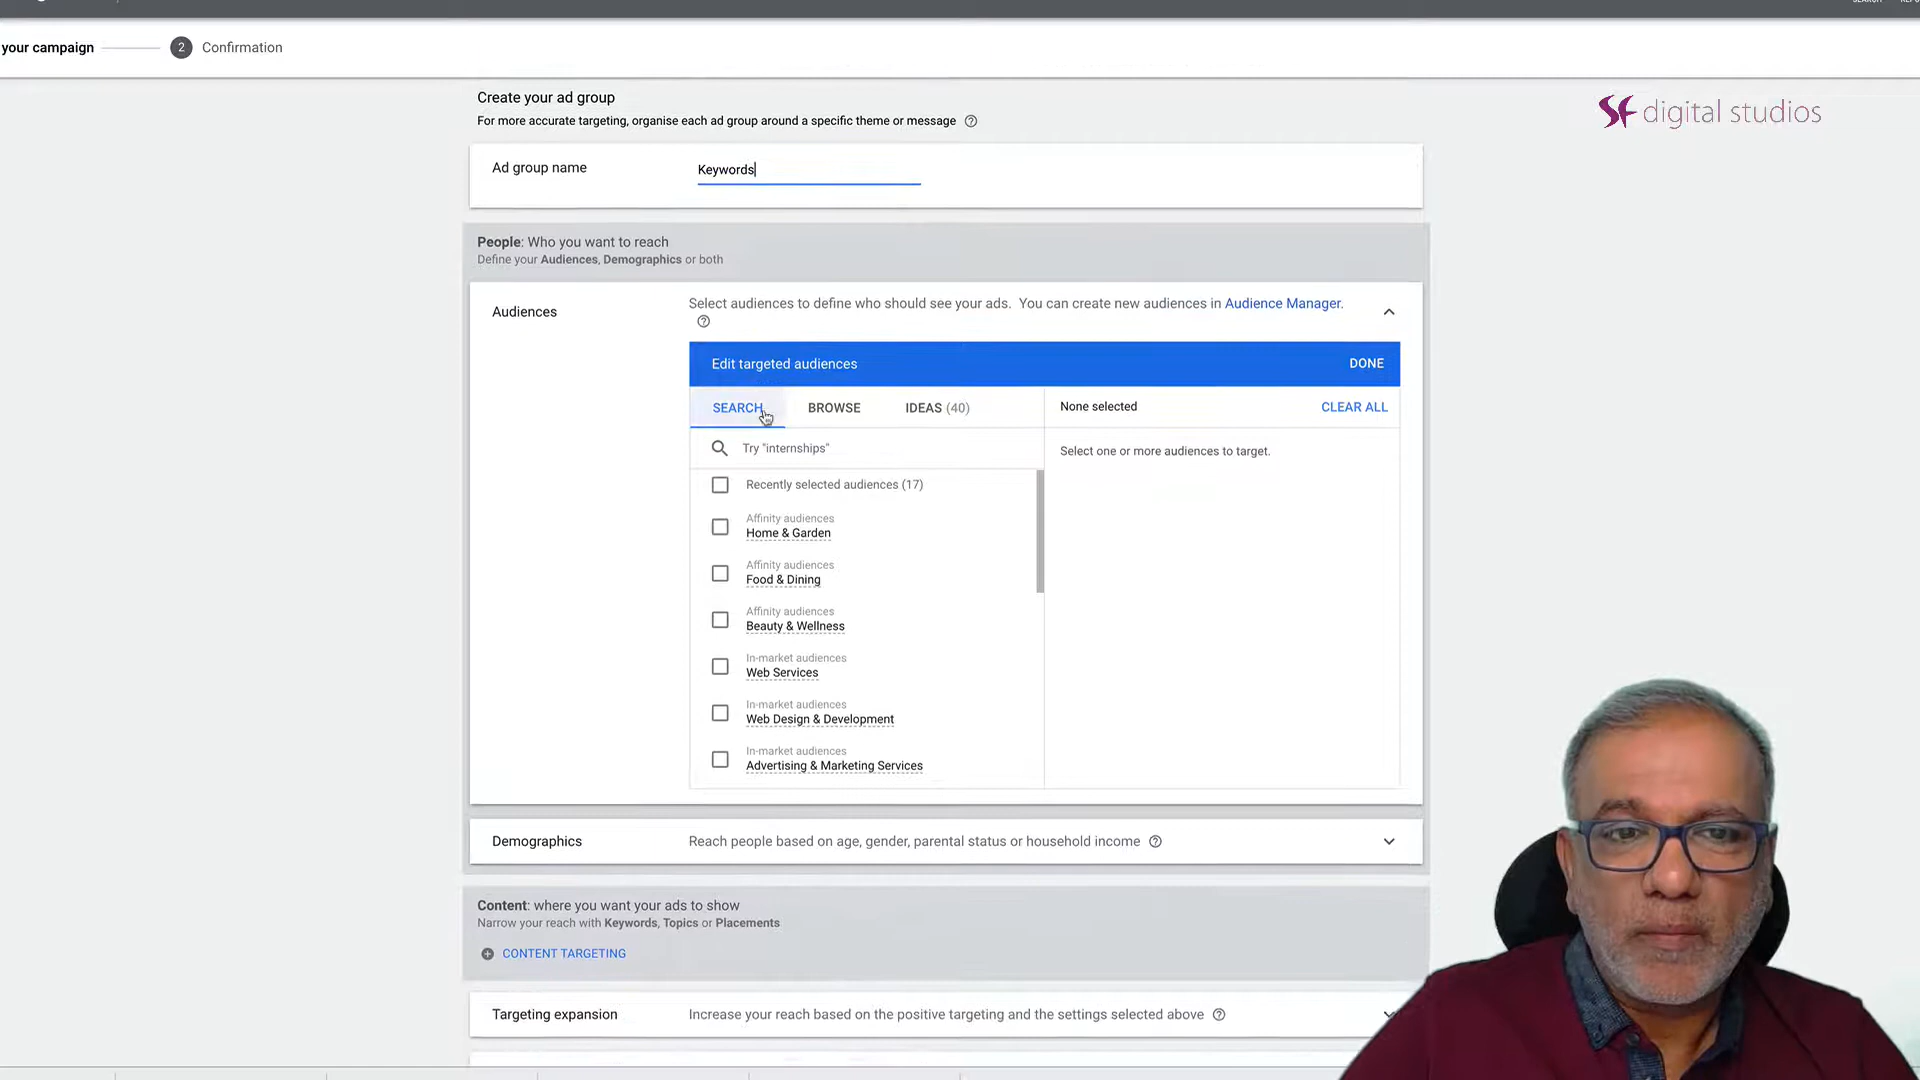 your campaign
2 Confirmation
Create your ad group
For more accurate targeting, organise each ad group around a specific theme or message
digital studios
Ad group name
Keywords
People: Who you want to reach
Define your Audiences, Demographics or both
Audiences
Select audiences to define who should see your ads. You can create new audiences in Audience Manager.
Edit targeted audiences
DONE
SEARCH
BROWSE
IDEAS (40)
None selected
CLEAR ALL
Try "internships"
Select one or more audiences to target.
Recently selected audiences (17)
Affinity audiences
Home & Garden
Affinity audiences
Food & Dining
Affinity audiences
Beauty & Wellness
In-market audiences
Web Services
In-market audiences
Web Design & Development
In-market audiences
Advertising & Marketing Services
Demographics
Reach people based on age, gender, parental status or household income
Content: where you want your ads to show
Narrow your reach with Keywords, Topics or Placements
CONTENT TARGETING
Targeting expansion
Increase your reach based on the positive targeting and the settings selected above